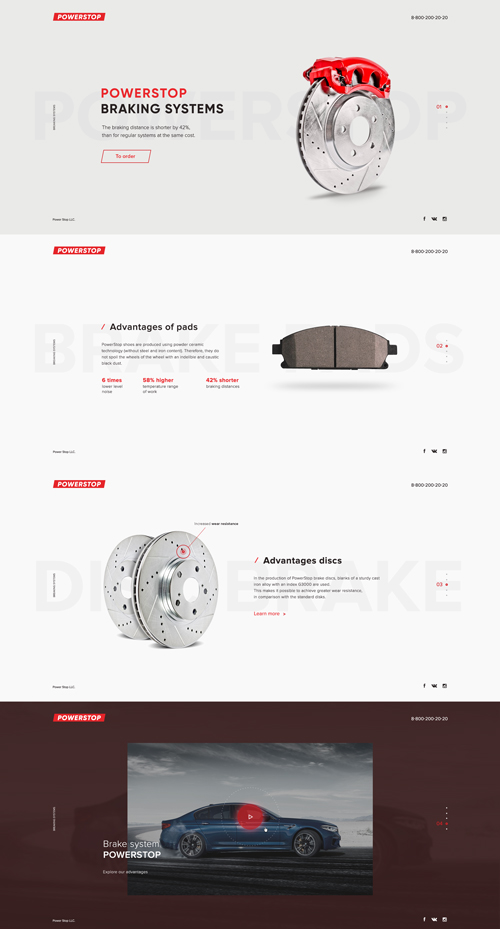 POWERSTOP
8-800-200-20-20
POWERSTOP
POWERSTOP
BRAKING SYSTEMS
The braking distance is shorter by 42%,
than for regular systems at the same cost.
To order
BRAKING SYSTEMS
01
Power Stop LLC
POWERSTOP
8-800-200-20-20
BRAKE PADS
/ Advantages of pads
PowerStop shoes are produced using powder ceramic
technology (without steel and iron content). Therefore, they do
not spoil the wheels of the wheel with an indelible and caustic
black dust.
6 times
lower level
noise
58% higher
temperature range
of work
42% shorter
braking distances
BRAKING SYSTEMS
02
Power Stop LLC
POWERSTOP
8-800-200-20-20
Increased wear resistance
BRAKE
/ Advantages discs
In the production of PowerStop brake discs, blanks of a sturdy cast
iron alloy with an index G3000 are used.
This makes it possible to achieve greater wear resistance,
in comparison with the standard disks
Learn more »
BRAKING SYSTEMS
03
Power Stop LLC
POWERSTOP
8-800-200-20-20
Brake system
POWERSTOP
Explore our advantages
BRAKING SYSTEMS
04
Power Stop LLC